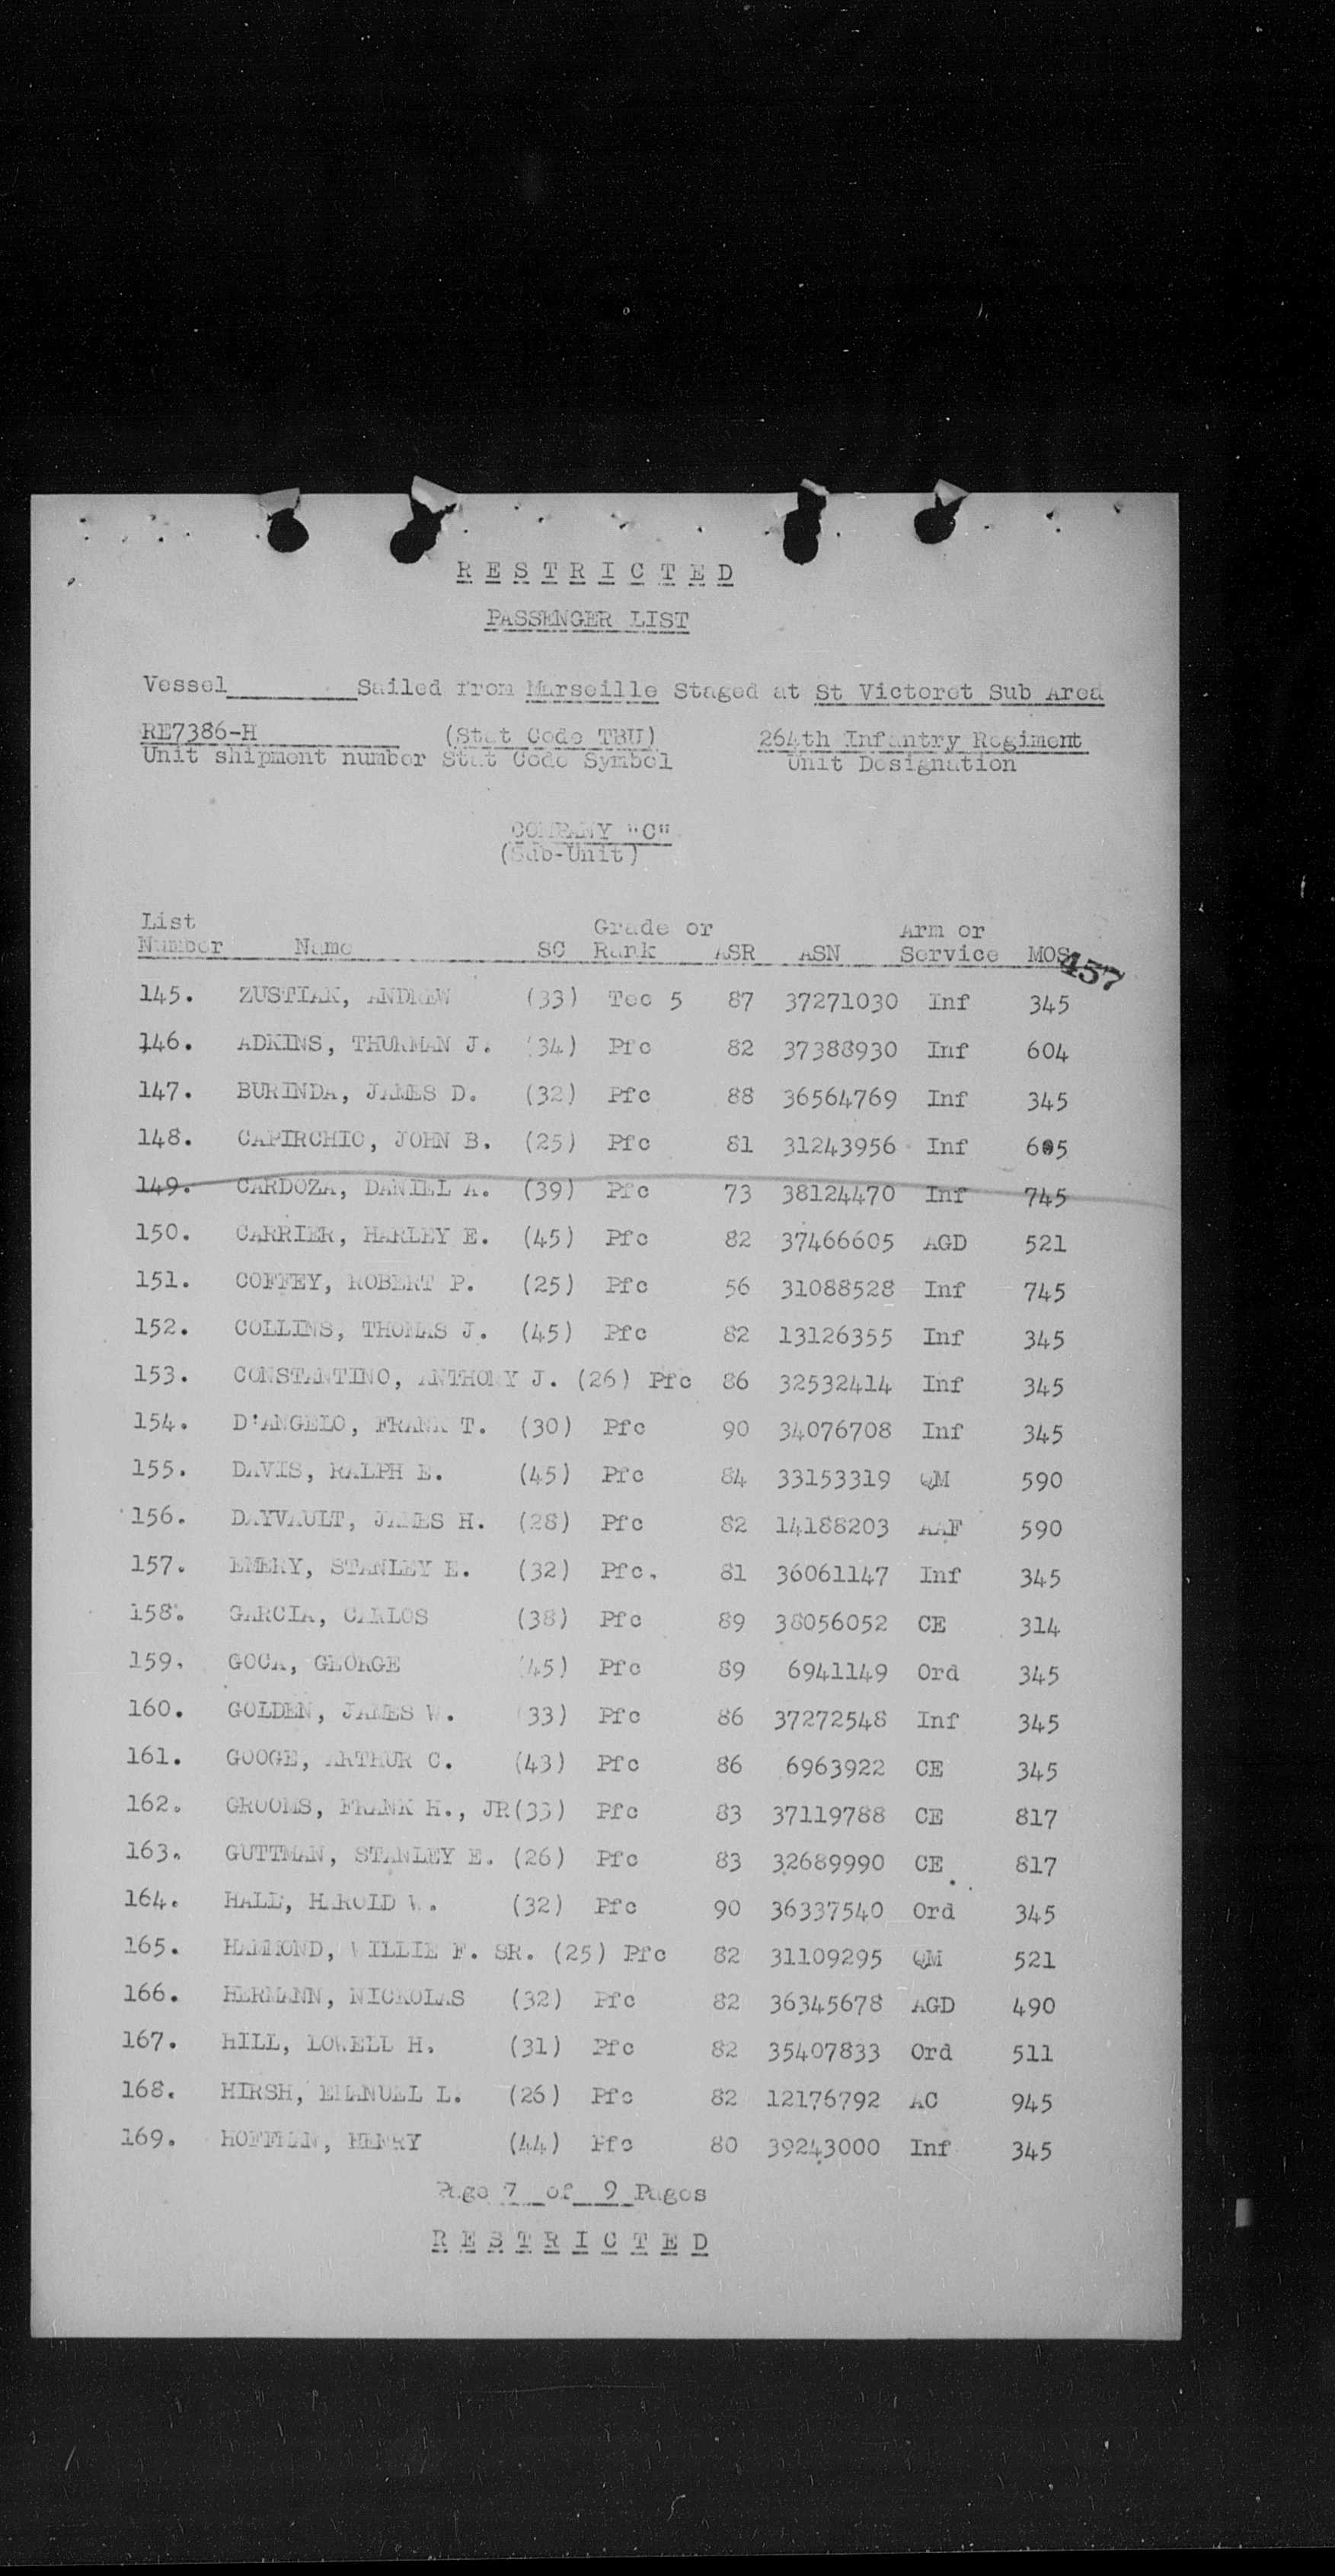 R E S T R I C T E D
PASSENGER LIST
Vessel________Sailed from Marseille Staged at St Victoret Sub Area
RE7386-H (Stat Code TBU) 264th Infantry Regiment
Unit shipment number Stat Code Symbol Unit Designation
COMPANY "C"
(Sub-Unit)
List Grade or Arm or
Number Name SC Rank ASR ASN Service MOS
457
145. ZUSTIAK, ANDREW (33) Tec 5 87 37271030 Inf 345
146. ADKINS, THURMAN J. (34) Pfc 82 37388930 Inf 604
147. BURINDA, JAMES D. (32) Pfc 88 36564769 Inf 345
148. CAPIRCHIO, JOHN B. (25) Pfc 81 31243956 Inf 605
149. CARDOZA, DANIEL A. (39) Pfc 73 38124470 Inf 745
150. CARRIER, HARLEY E. (45) Pfc 82 37466605 AGD 521
151. COFFEY, ROBERT P. (25) Pfc 56 31088528 Inf 745
152. COLLINS, THOMAS J. (45) Pfc 82 13126355 Inf 345
153. CONSTANTINO, ANTHONY J. (26) Pfc 86 32532414 Inf 345
154. D'ANGELO, FRANK T. (30) Pfc 90 34076708 Inf 345
155. DAVIS, RALPH E. (45) Pfc 84 33153319 QM 590
156. DAYVAULT, JAMES H. (28) Pfc 82 14188203 AAF 590
157. EMERY, STANLEY E. (32) Pfc. 81 36061147 Inf 345
158. GARCIA, CARLOS (38) Pfc 89 38056052 CE 314
159. GOCA, GEORGE (45) Pfc 89 6941149 Ord 345
160. GOLDEN, JAMES W. (33) Pfc 86 37272548 Inf 345
161. GOOGE, ARTHUR C. (43) Pfc 86 6963922 CE 345
162. GROOMS, FRANK H., JR(33) Pfc 83 37119788 CE 817
163. GUTTMAN, STANLEY E. (26) Pfc 83 32689990 CE 817
164. HALL, HAROLD W. (32) Pfc 90 36337540 Ord 345
165. HAMMOND, WILLIE F. SR. (25) Pfc 82 31109295 QM 521
166. HERMANN, NICKOLAS (32) Pfc 82 36345678 AGD 490
167. HILL, LOWELL H. (31) Pfc 82 35407833 Ord 511
168. HIRSH, EMANUEL L. (26) Pfc 82 12176792 AC 945
169. HOFFMAN, HENRY (44) Pfc 80 39243000 Inf 345
Page 7 of 9 Pages
R E S T R I C T E D